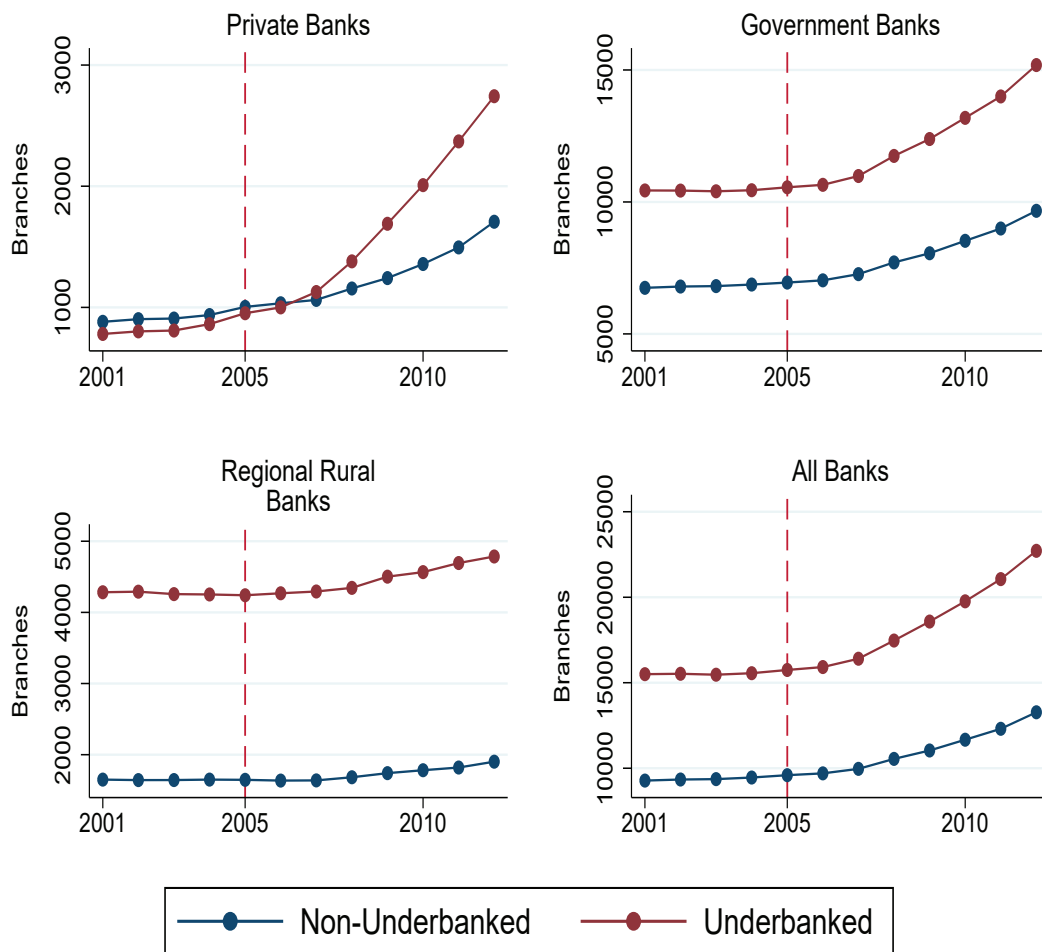 Private Banks
Branches
3000
2000
1000
2001 2005 2010
Government Banks
Branches
15000
10000
5000
2001 2005 2010
Regional Rural
Banks
Branches
5000
4000
3000
2000
2001 2005 2010
All Banks
Branches
25000
20000
15000
10000
2001 2005 2010
Non-Underbanked Underbanked